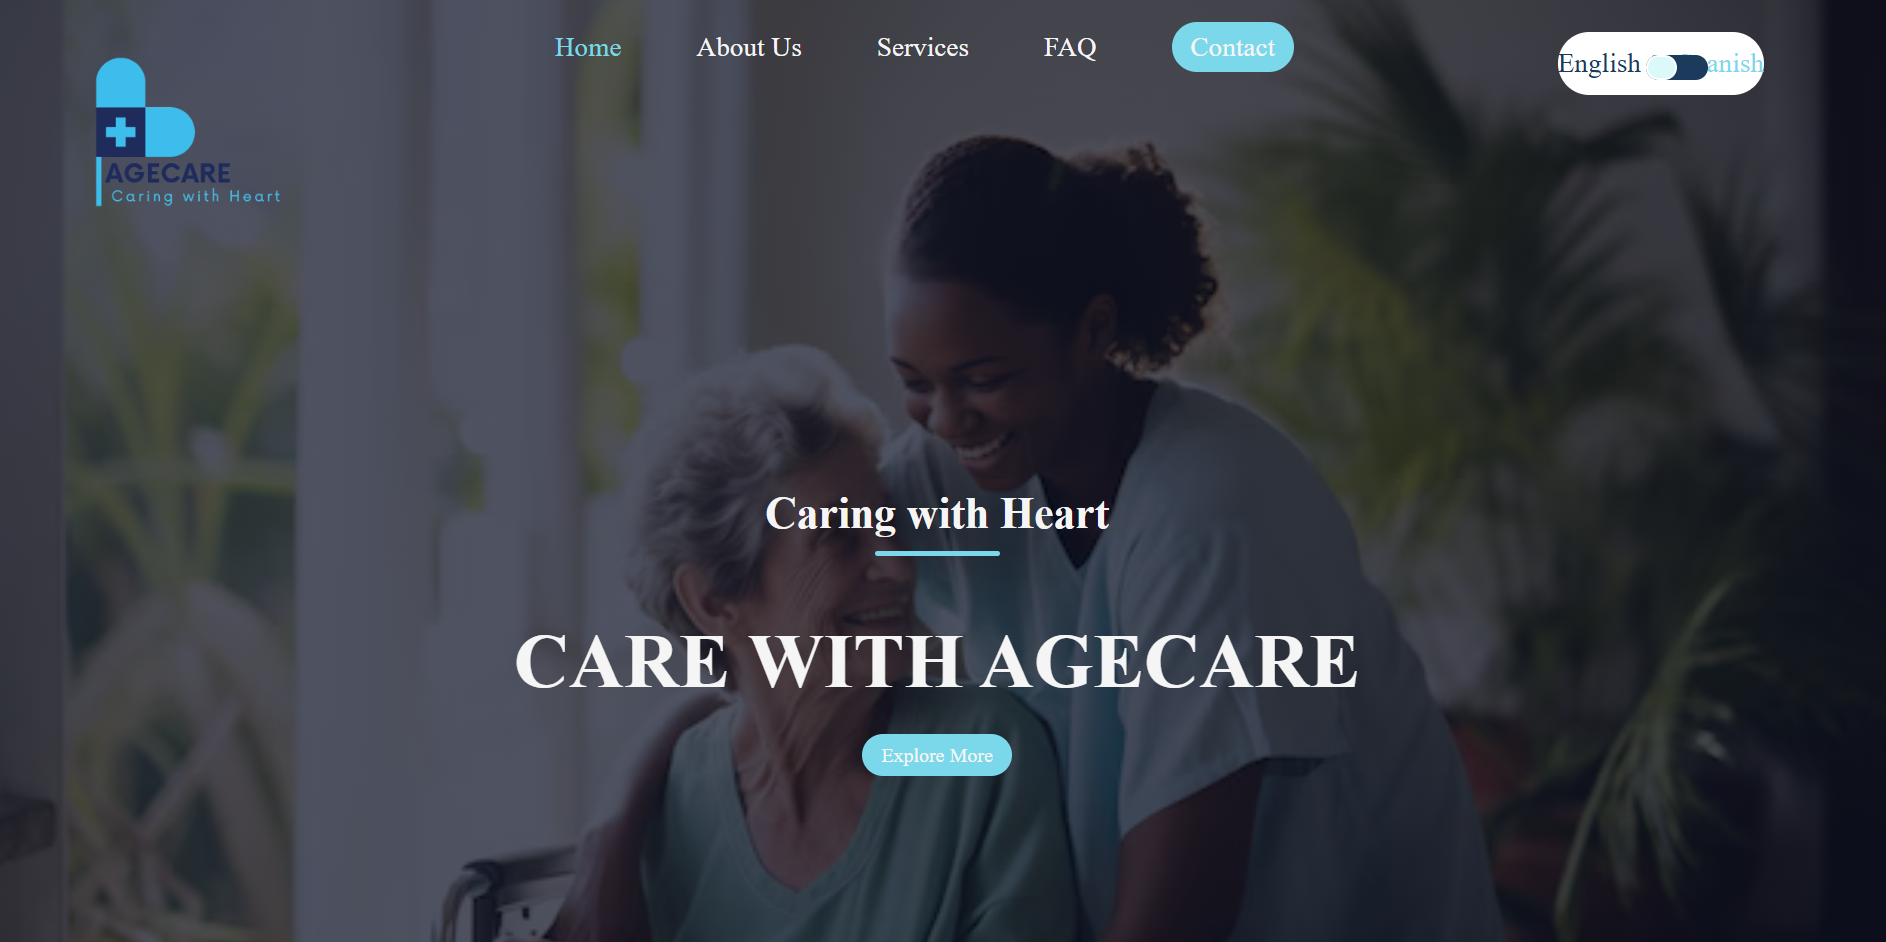 Home
About Us
Services
FAQ
Contact
English
anish
AGECARE
Caring with Heart
Caring with Heart
CARE WITH AGECARE
Explore More